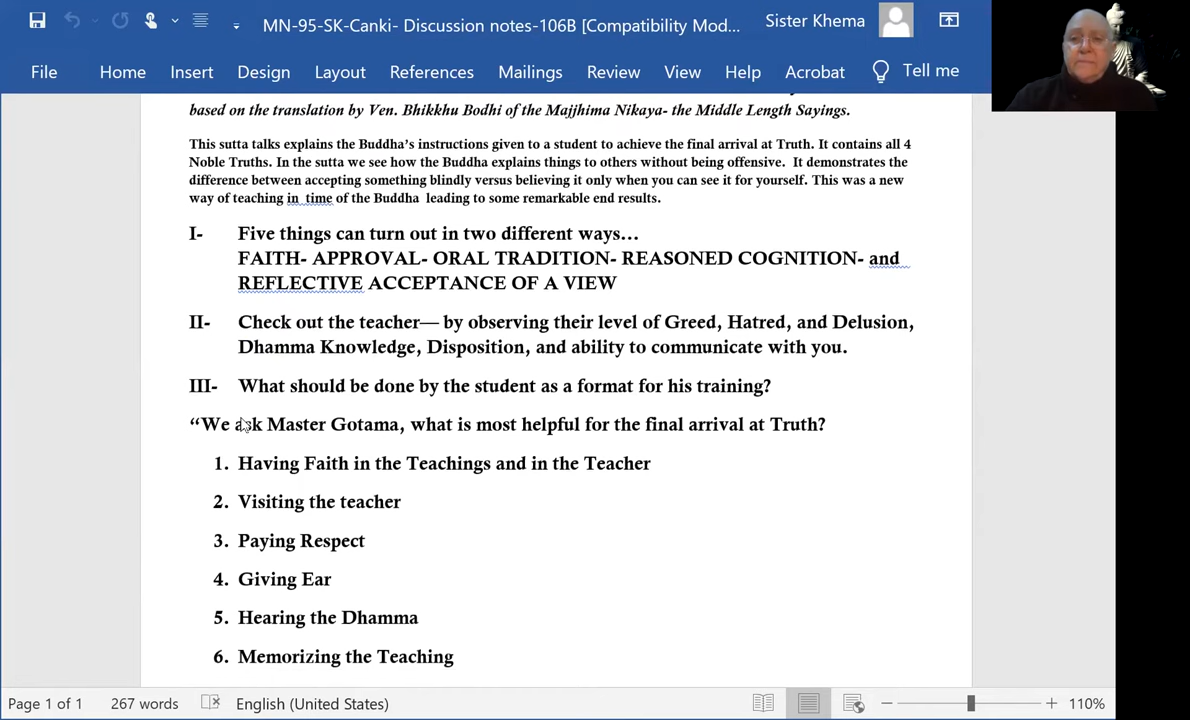 MN-95-SK-Canki- Discussion notes-106B [Compatibility Mod...
Sister Khema
File Home Insert Design Layout References Mailings Review View Help Acrobat Tell me
based on the translation by Ven. Bhikkhu Bodhi of the Majjhima Nikaya- the Middle Length Sayings.
This sutta talks explains the Buddha's instructions given to a student to achieve the final arrival at Truth. It contains all 4
Noble Truths. In the sutta we see how the Buddha explains things to others without being offensive. It demonstrates the
difference between accepting something blindly versus believing it only when you can see it for yourself. This was a new
way of teaching in time of the Buddha leading to some remarkable end results.
I- Five things can turn out in two different ways…
FAITH- APPROVAL- ORAL TRADITION- REASONED COGNITION- and
REFLECTIVE ACCEPTANCE OF A VIEW
II- Check out the teacher— by observing their level of Greed, Hatred, and Delusion,
Dhamma Knowledge, Disposition, and ability to communicate with you.
III- What should be done by the student as a format for his training?
“We ask Master Gotama, what is most helpful for the final arrival at Truth?
1. Having Faith in the Teachings and in the Teacher
2. Visiting the teacher
3. Paying Respect
4. Giving Ear
5. Hearing the Dhamma
6. Memorizing the Teaching
Page 1 of 1 267 words English (United States) 110%